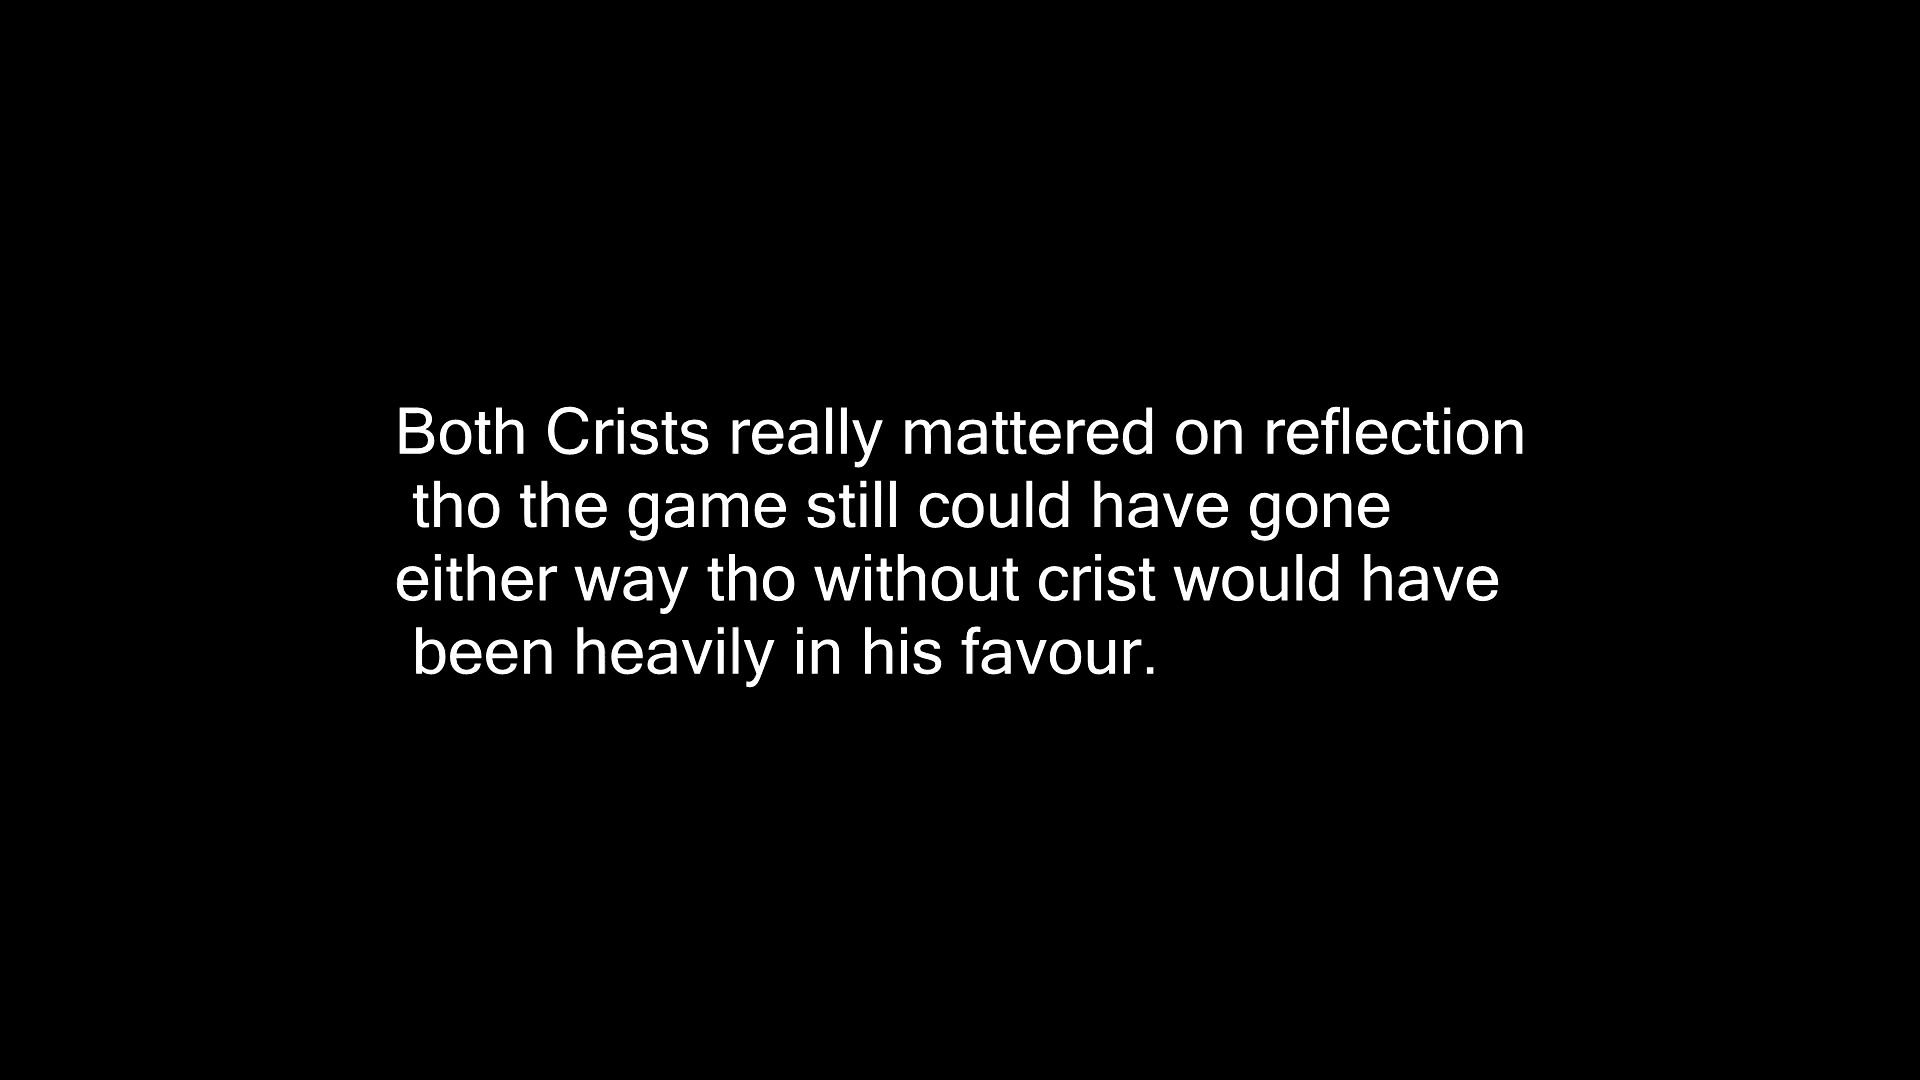 Both Crists really mattered on reflection
tho the game still could have gone
either way tho without crist would have
been heavily in his favour.